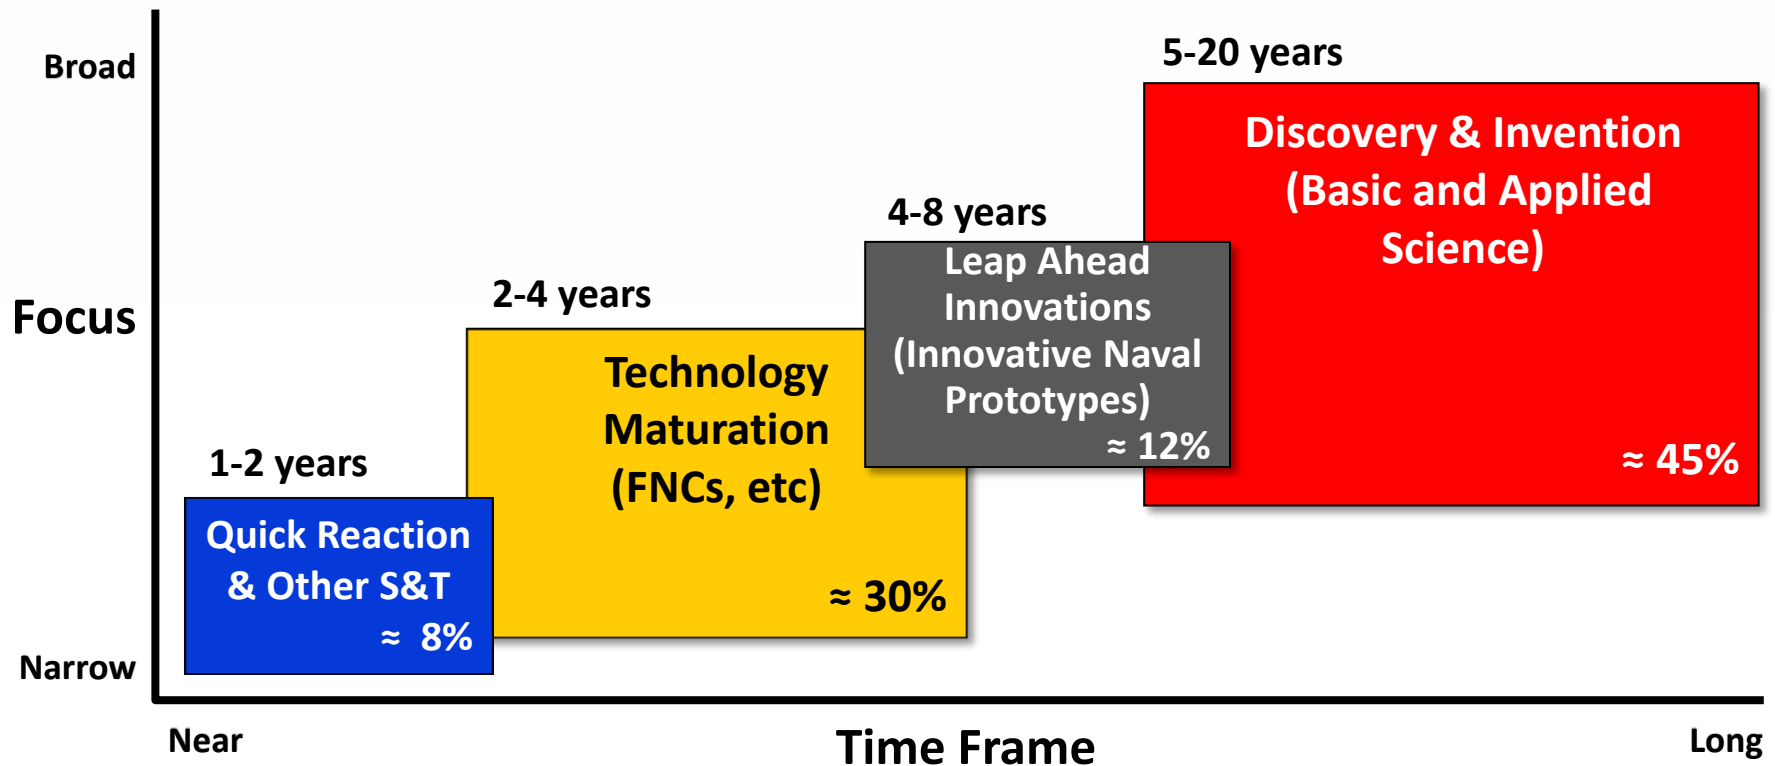 5-20 years
Broad
Discovery & Invention
(Basic and Applied
Science)
≈ 45%
4-8 years
Leap Ahead
Innovations
(Innovative Naval
Prototypes)
≈ 12%
2-4 years
Focus
Technology
Maturation
(FNCs, etc)
≈ 30%
1-2 years
Quick Reaction
& Other S&T
≈ 8%
Narrow
Near
Time Frame
Long